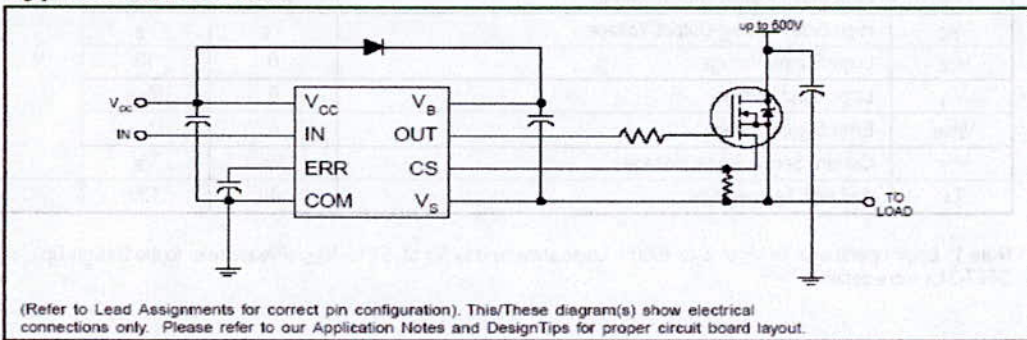 up to 500V
VCC
IN
VCC
IN
ERR
COM
VB
OUT
CS
VS
TO
LOAD
(Refer to Lead Assignments for correct pin configuration). This/These diagram(s) show electrical
connections only. Please refer to our Application Notes and DesignTips for proper circuit board layout.